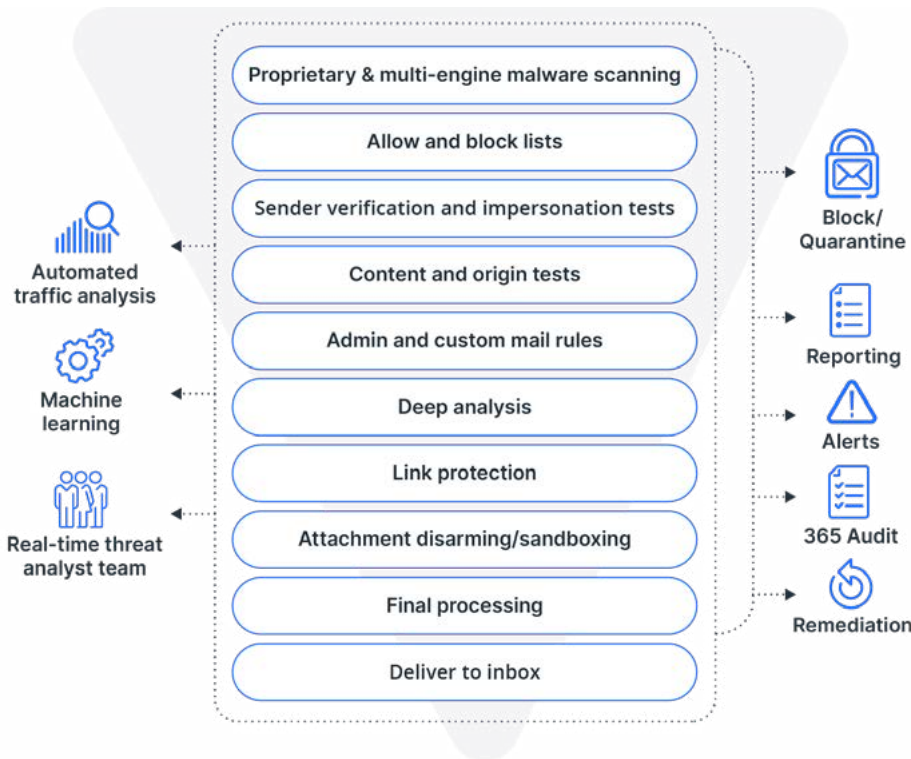 Proprietary & multi-engine malware scanning
Allow and block lists
Sender verification and impersonation tests
Content and origin tests
Admin and custom mail rules
Deep analysis
Link protection
Attachment disarming/sandboxing
Final processing
Deliver to inbox
Automated
traffic analysis
Machine
learning
Real-time threat
analyst team
Block/
Quarantine
Reporting
Alerts
365 Audit
Remediation